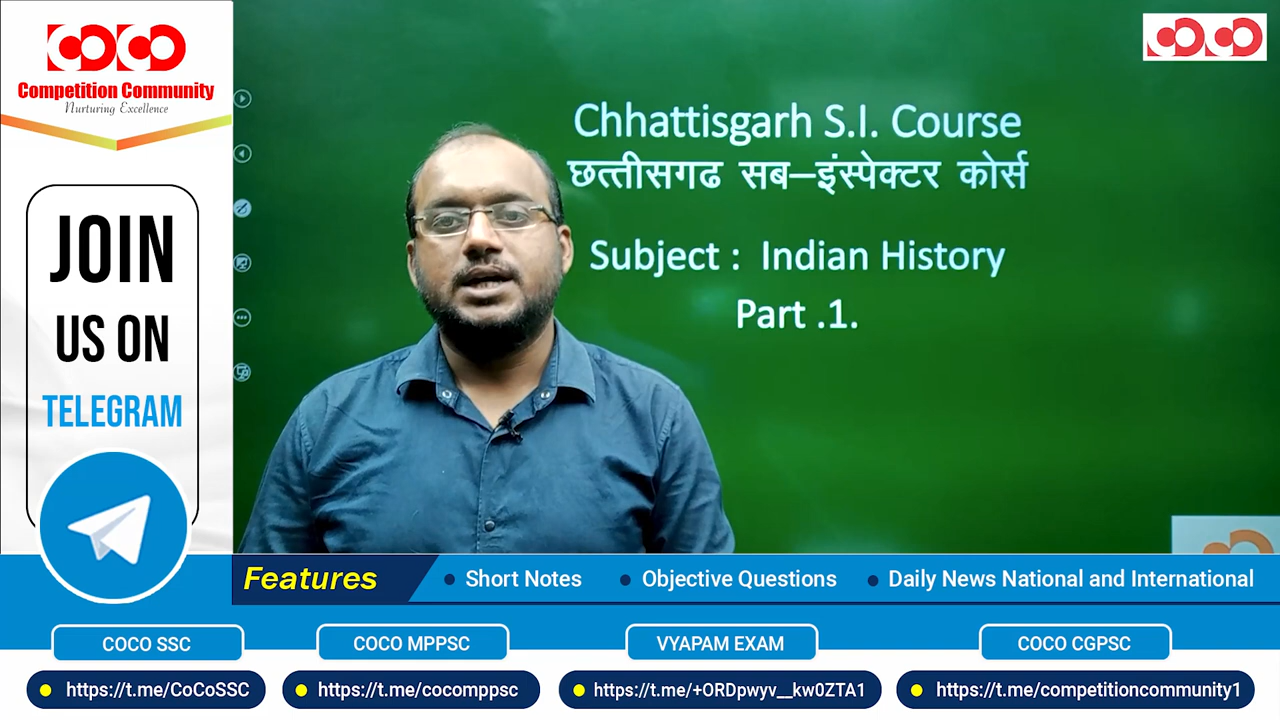 COCO
Competition Community
Nurturing Excellence
JOIN
US ON
TELEGRAM
COCO
Chhattisgarh S.I. Course
छत्तीसगढ सब–इंस्पेक्टर कोर्स
Subject : Indian History
Part .1.
Features
Short Notes
Objective Questions
Daily News National and International
COCO SSC
COCO MPPSC
VYAPAM EXAM
COCO CGPSC
https://t.me/CoCoSSC
https://t.me/cocomppsc
https://t.me/+ORDpwyv__kw0ZTA1
https://t.me/competitioncommunity1